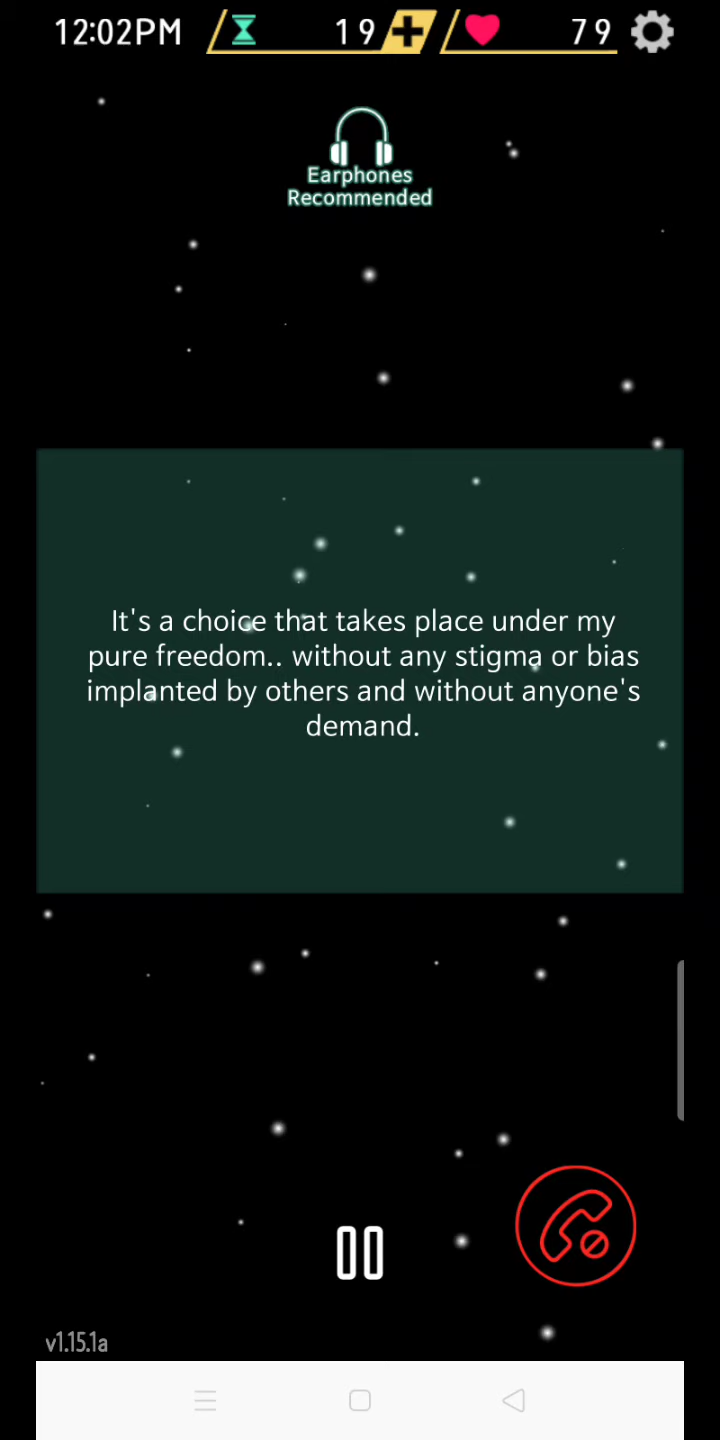 12:02PM 19 79
Earphones
Recommended
It's a choice that takes place under my
pure freedom.. without any stigma or bias
implanted by others and without anyone's
demand.
v1.15.1a